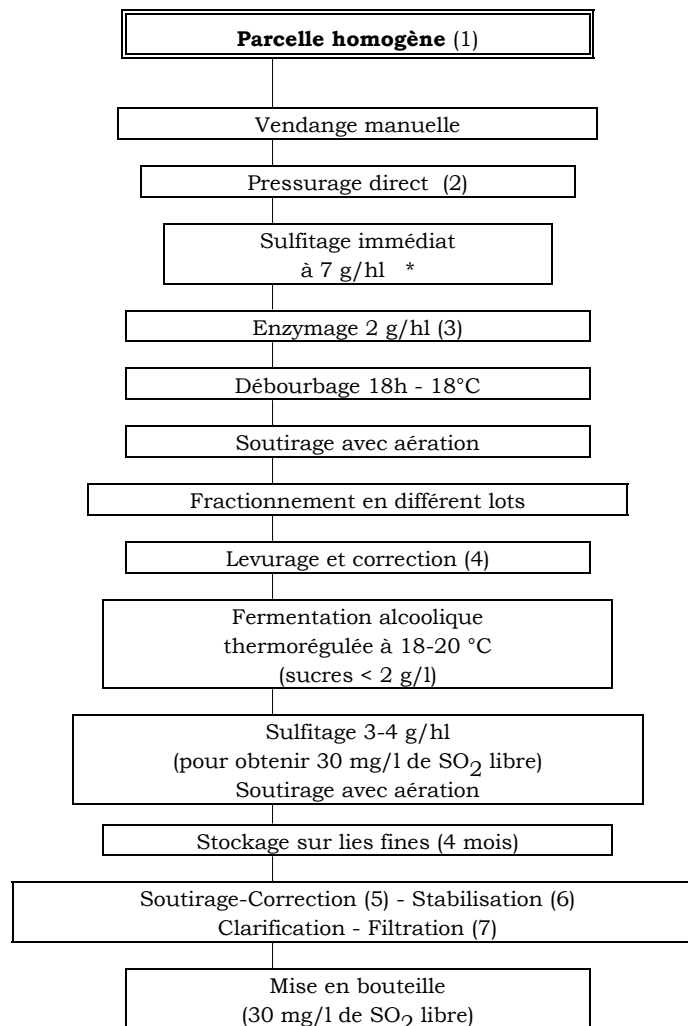 Parcelle homogène (1)
Vendange manuelle
Pressurage direct (2)
Sulfitage immédiat
à 7 g/hl *
Enzymage 2 g/hl (3)
Débourbage 18h - 18°C
Soutirage avec aération
Fractionnement en différent lots
Levurage et correction (4)
Fermentation alcoolique
thermorégulée à 18-20 °C
(sucres < 2 g/l)
Sulfitage 3-4 g/hl
(pour obtenir 30 mg/l de SO2 libre)
Soutirage avec aération
Stockage sur lies fines (4 mois)
Soutirage-Correction (5) - Stabilisation (6)
Clarification - Filtration (7)
Mise en bouteille
(30 mg/l de SO2 libre)